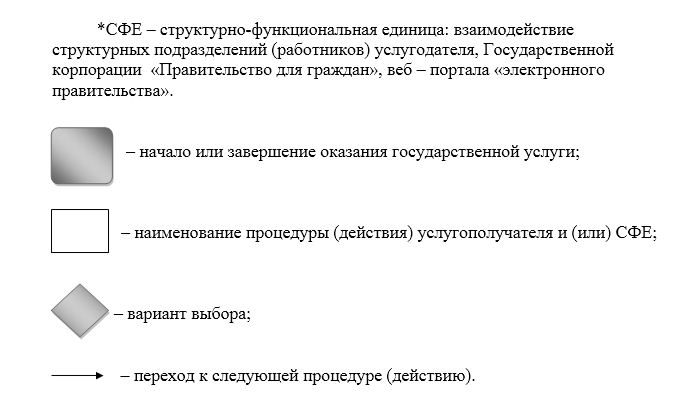 *СФЕ – структурно-функциональная единица: взаимодействие
структурных подразделений (работников) услугодателя, Государственной
корпорации «Правительство для граждан», веб – портала «электронного
правительства».
– начало или завершение оказания государственной услуги;
– наименование процедуры (действия) услугополучателя и (или) СФЕ;
– вариант выбора;
– переход к следующей процедуре (действию).